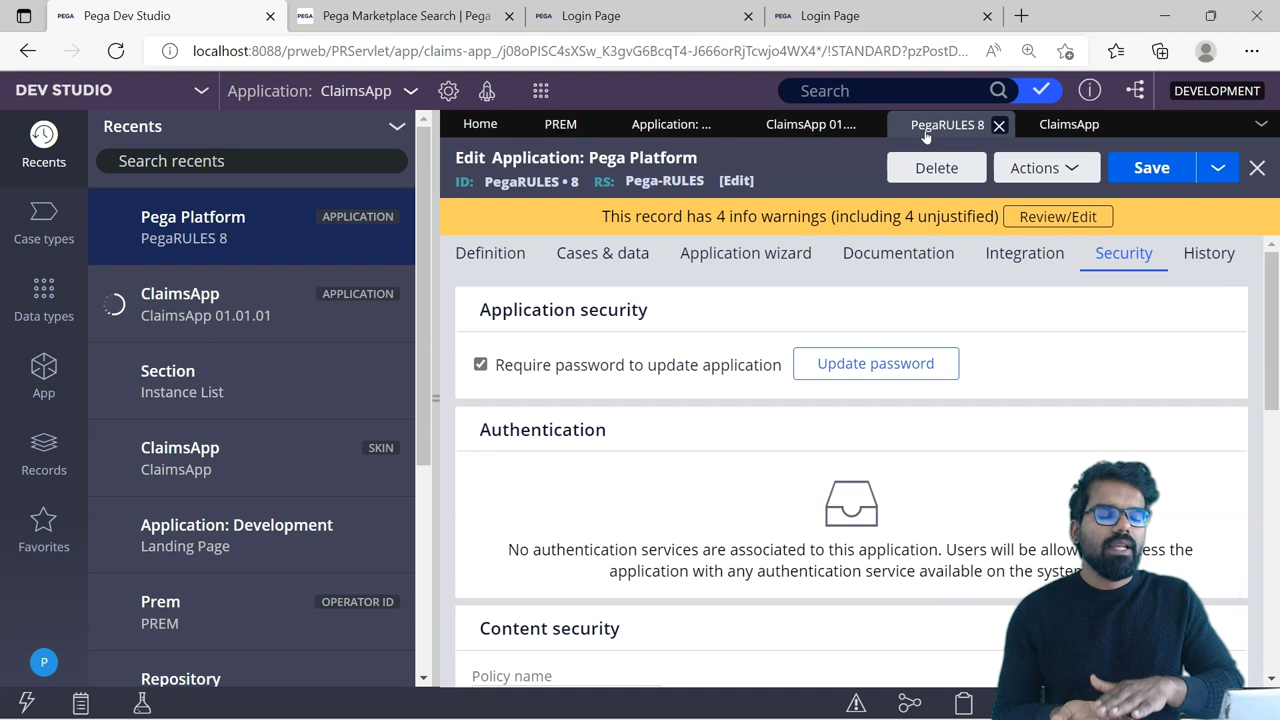 PEGA Pega Dev Studio
PEGA Pega Marketplace Search | Pega
PEGA Login Page
PEGA Login Page
localhost:8088/prweb/PRServlet/app/claims-app_/j08oPISC4sXSw_K3gvG6BcqT4-J666orRjTcwjo4WX4*/!STANDARD?pzPostD...
DEV STUDIO
Application: ClaimsApp
Search
DEVELOPMENT
Recents
Case types
Data types
App
Records
Favorites
P
Recents
Search recents
Pega Platform APPLICATION
PegaRULES 8
ClaimsApp APPLICATION
ClaimsApp 01.01.01
Section
Instance List
ClaimsApp SKIN
ClaimsApp
Application: Development
Landing Page
Prem OPERATOR ID
PREM
Repository
Home PREM Application: ... ClaimsApp 01.... PegaRULES 8 ClaimsApp
Edit Application: Pega Platform
ID: PegaRULES • 8 RS: Pega-RULES [Edit]
Delete Actions Save
This record has 4 info warnings (including 4 unjustified) Review/Edit
Definition Cases & data Application wizard Documentation Integration Security History
Application security
Require password to update application Update password
Authentication
No authentication services are associated to this application. Users will be allow ess the
application with any authentication service available on the syste
Content security
Policy name